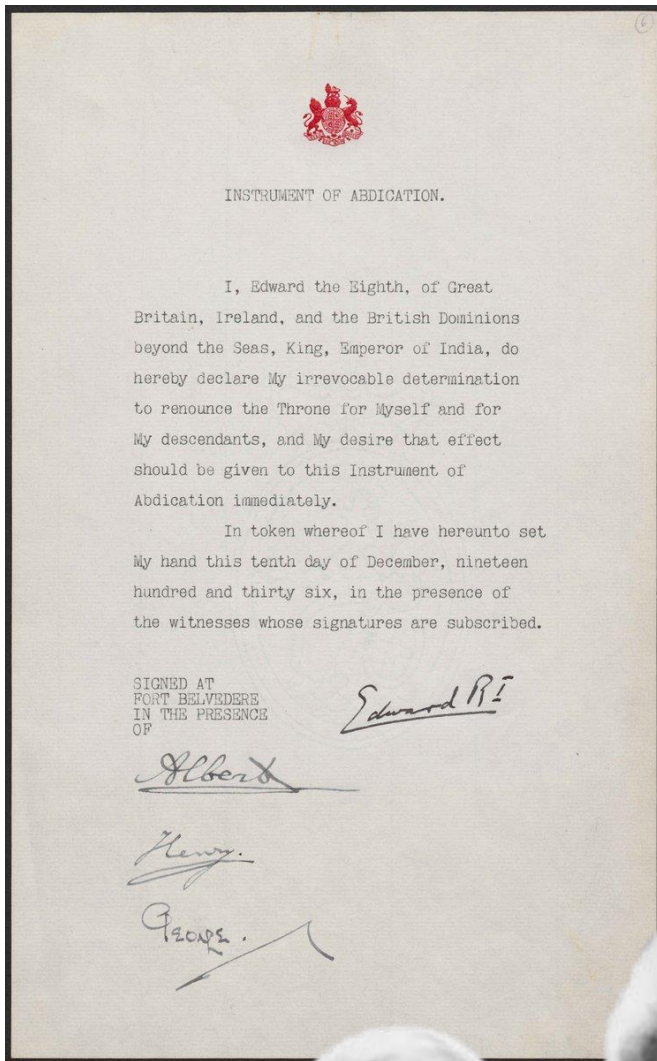 6
INSTRUMENT OF ABDICATION.
I, Edward the Eighth, of Great
Britain, Ireland, and the British Dominions
beyond the Seas, King, Emperor of India, do
hereby declare My irrevocable determination
to renounce the Throne for Myself and for
My descendants, and My desire that effect
should be given to this Instrument of
Abdication immediately.
In token whereof I have hereunto set
My hand this tenth day of December, nineteen
hundred and thirty six, in the presence of
the witnesses whose signatures are subscribed.
SIGNED AT
FORT BELVEDERE
IN THE PRESENCE
OF
Edward RI
Albert
Henry.
George.